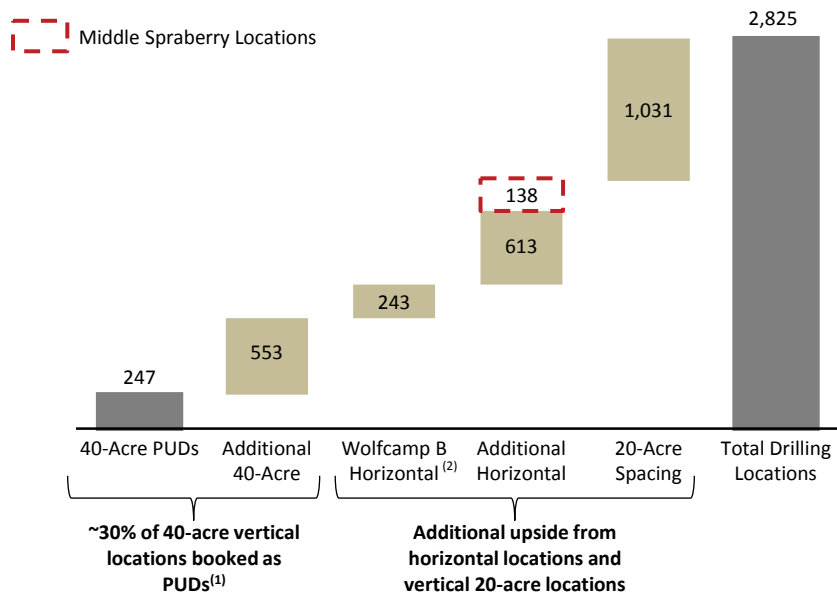 Middle Spraberry Locations
2,825
1,031
138
613
243
553
247
40-Acre PUDs
Additional
40-Acre
Wolfcamp B
Horizontal (2)
Additional
Horizontal
20-Acre
Spacing
Total Drilling
Locations
~30% of 40-acre vertical
locations booked as
PUDs(1)
Additional upside from
horizontal locations and
vertical 20-acre locations